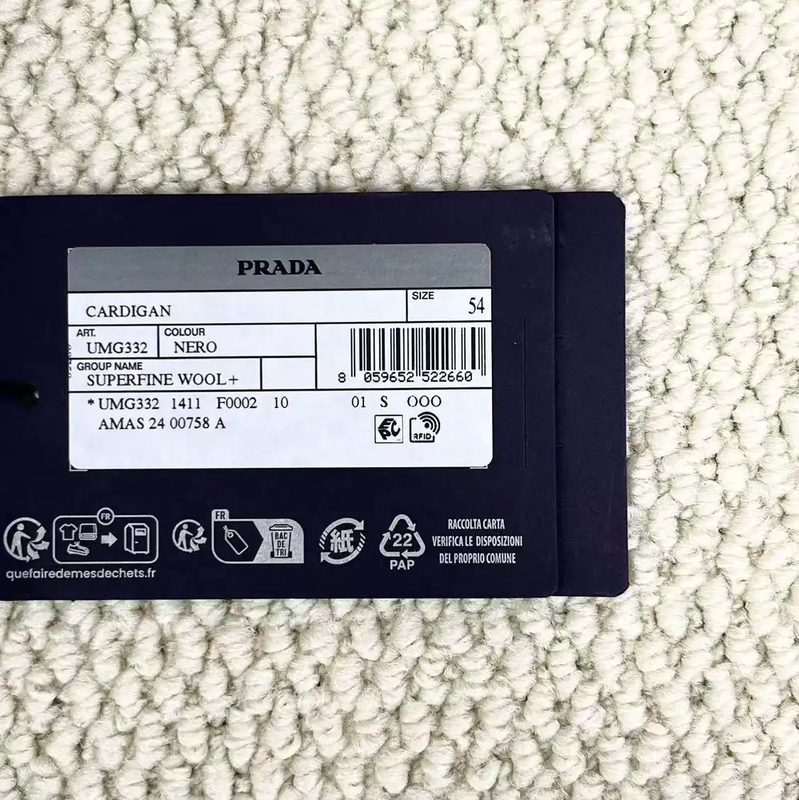 PRADA
CARDIGAN
SIZE 54
ART. COLOUR
UMG332 NERO
GROUP NAME
SUPERFINE WOOL+
8 059652 522660
* UMG332 1411 F0002 10 01 S OOO
AMAS 24 00758 A
RFID
FR
FR
BAC
DE
TRI
紙
22
PAP
quefairedemesdechets.fr
RACCOLTA CARTA
VERIFICA LE DISPOSIZIONI
DEL PROPRIO COMUNE